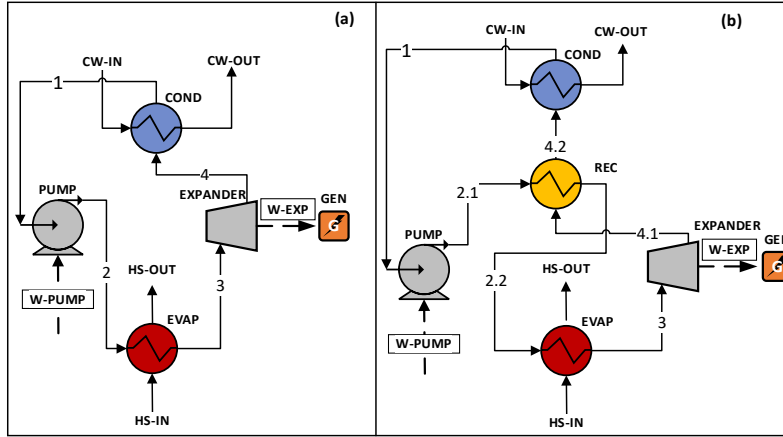 (a)
CW-IN
CW-OUT
1
COND
4
PUMP
EXPANDER
GEN
W-EXP
G
2
HS-OUT
3
W-PUMP
EVAP
HS-IN
(b)
CW-IN
1
CW-OUT
COND
4.2
REC
2.1
PUMP
4.1
EXPANDER
GEI
W-EXP
G
HS-OUT
2.2
3
EVAP
W-PUMP
HS-IN